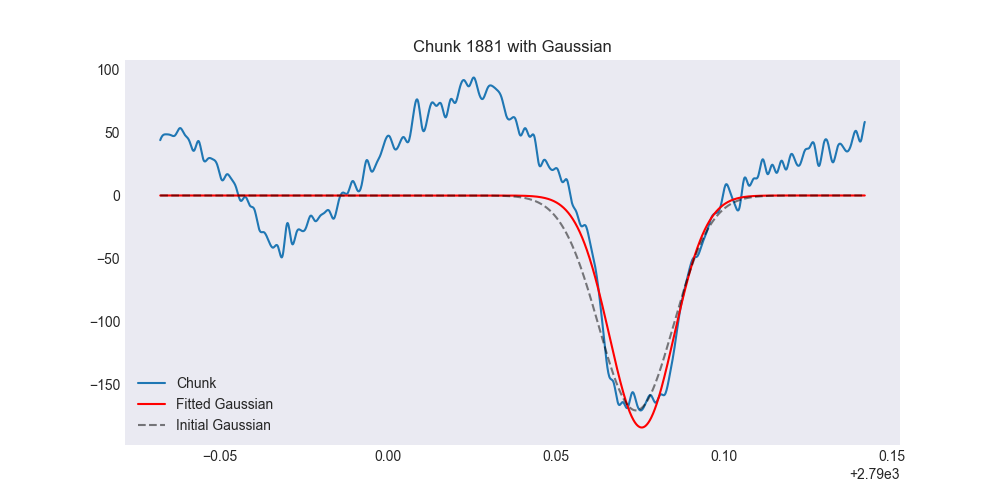 Chunk 1881 with Gaussian
100
50
0
−50
−100
−150
Chunk
Fitted Gaussian
Initial Gaussian
−0.05
0.00
0.05
0.10
0.15
+2.79e3